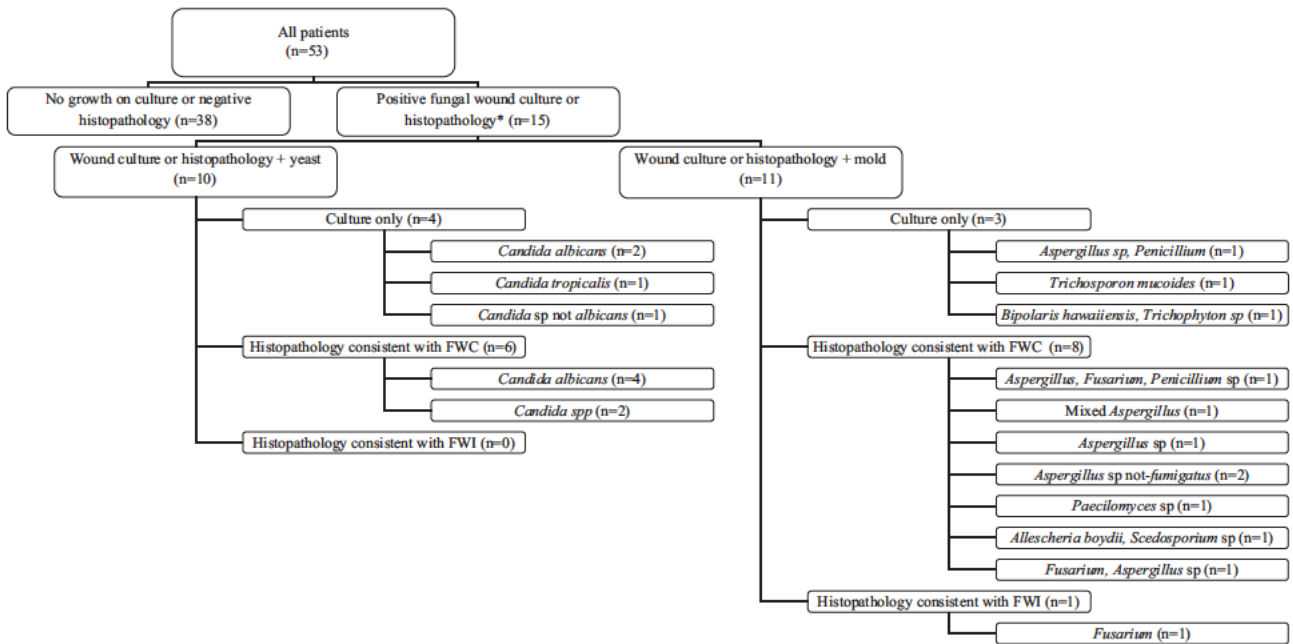 All patients
(n=53)
No growth on culture or negative
histopathology (n=38)
Positive fungal wound culture or
histopathology* (n=15)
Wound culture or histopathology + yeast
(n=10)
Wound culture or histopathology + mold
(n=11)
Culture only (n=4)
Candida albicans (n=2)
Candida tropicalis (n=1)
Candida sp not albicans (n=1)
Histopathology consistent with FWC (n=6)
Candida albicans (n=4)
Candida spp (n=2)
Histopathology consistent with FWI (n=0)
Culture only (n=3)
Aspergillus sp, Penicillium (n=1)
Trichosporon mucoides (n=1)
Bipolaris hawaiiensis, Trichophyton sp (n=1)
Histopathology consistent with FWC (n=8)
Aspergillus, Fusarium, Penicillium sp (n=1)
Mixed Aspergillus (n=1)
Aspergillus sp (n=1)
Aspergillus sp not-fumigatus (n=2)
Paecilomyces sp (n=1)
Allescheria boydii, Scedosporium sp (n=1)
Fusarium, Aspergillus sp (n=1)
Histopathology consistent with FWI (n=1)
Fusarium (n=1)